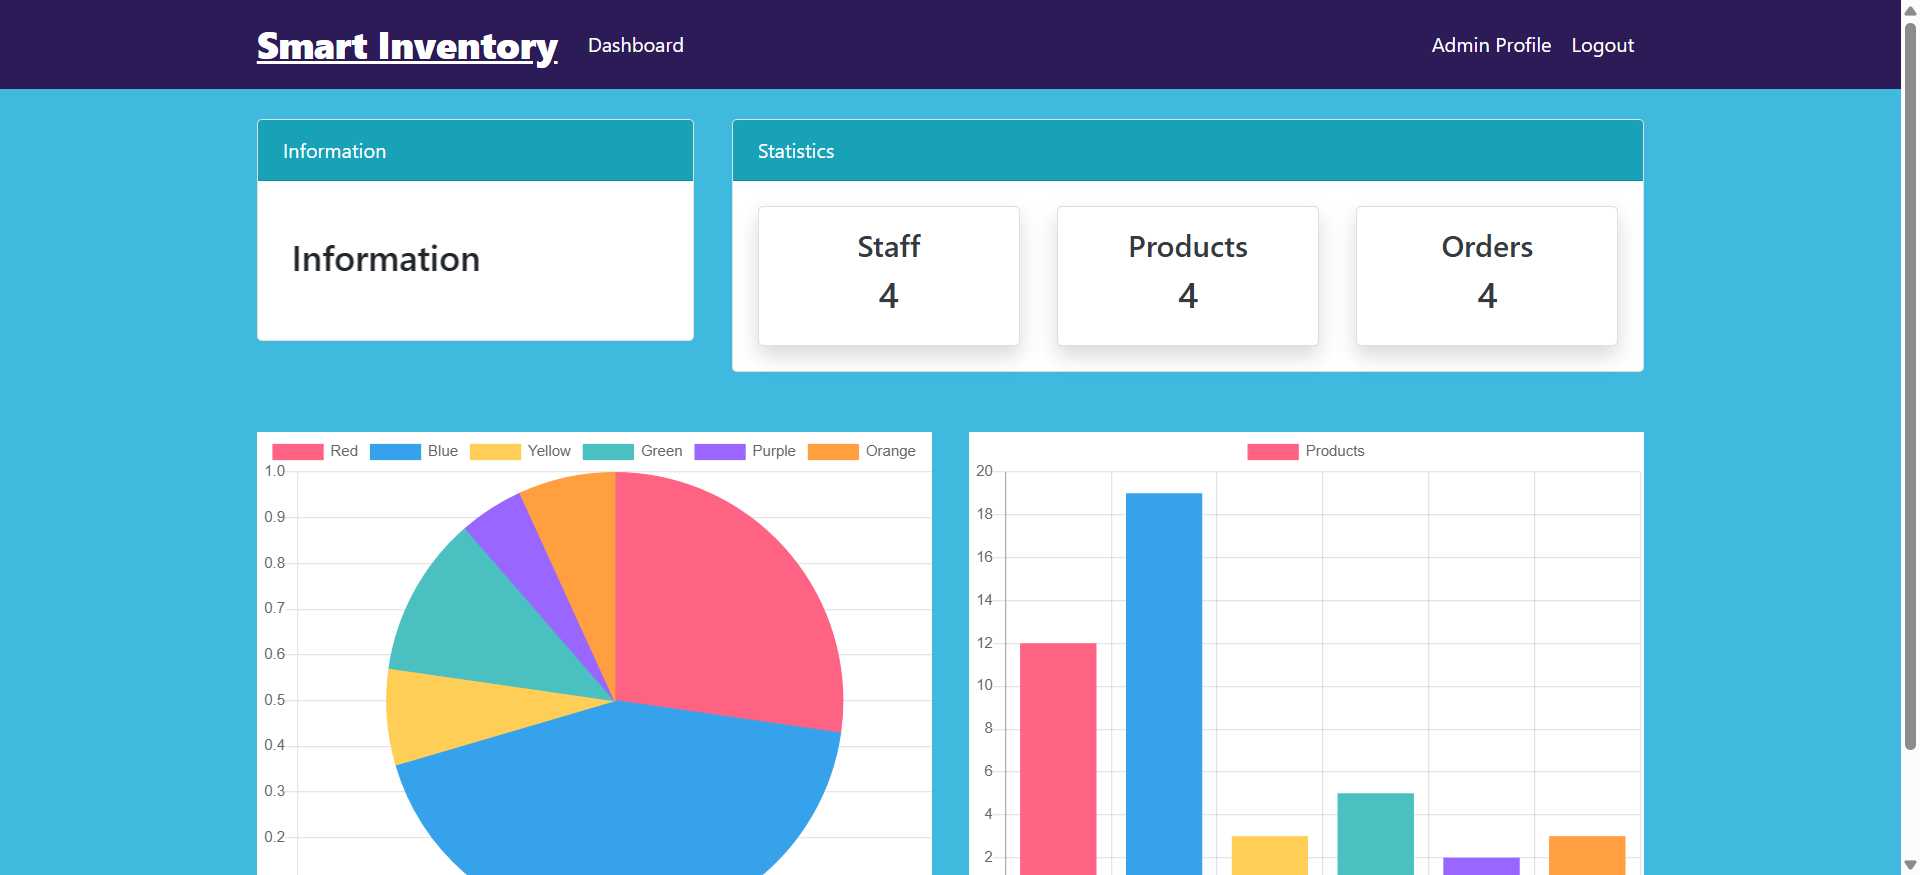 Smart Inventory Dashboard Admin Profile Logout
Information
Information
Statistics
Staff
4
Products
4
Orders
4
Red Blue Yellow Green Purple Orange
1.0
0.9
0.8
0.7
0.6
0.5
0.4
0.3
0.2
Products
20
18
16
14
12
10
8
6
4
2